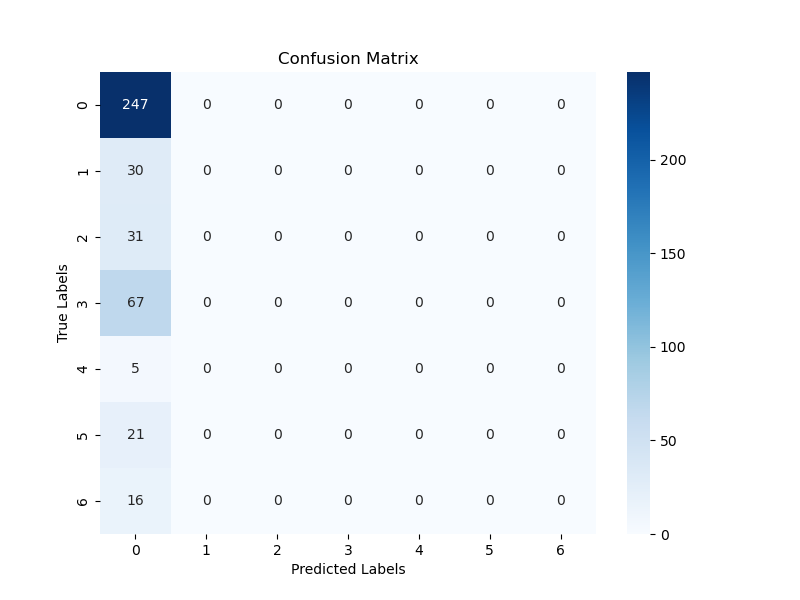 Confusion Matrix
True Labels
0 247 0 0 0 0 0 0
1 30 0 0 0 0 0 0
2 31 0 0 0 0 0 0
3 67 0 0 0 0 0 0
4 5 0 0 0 0 0 0
5 21 0 0 0 0 0 0
6 16 0 0 0 0 0 0
0 1 2 3 4 5 6
Predicted Labels
200
150
100
50
0